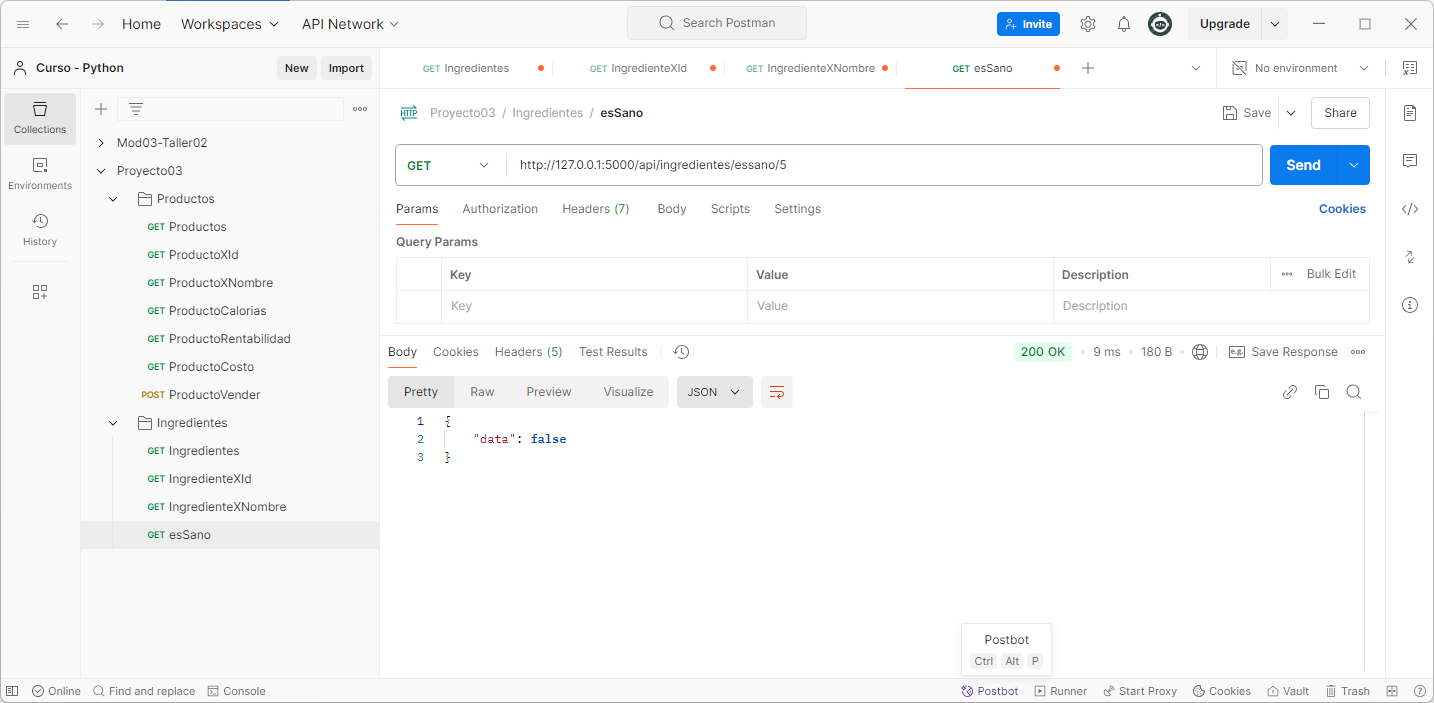 Home Workspaces API Network Search Postman Invite Upgrade
Curso - Python New Import
GET Ingredientes GET IngredienteXId GET IngredienteXNombre GET esSano No environment
Collections
Environments
History
Mod03-Taller02
Proyecto03
Productos
GET Productos
GET ProductoXId
GET ProductoXNombre
GET ProductoCalorias
GET ProductoRentabilidad
GET ProductoCosto
POST ProductoVender
Ingredientes
GET Ingredientes
GET IngredienteXId
GET IngredienteXNombre
GET esSano
HTTP Proyecto03 / Ingredientes / esSano Save Share
GET http://127.0.0.1:5000/api/ingredientes/essano/5 Send
Params Authorization Headers (7) Body Scripts Settings Cookies
Query Params
Key Value Description Bulk Edit
Key Value Description
Body Cookies Headers (5) Test Results 200 OK 9 ms 180 B e.g. Save Response
Pretty Raw Preview Visualize JSON
1 {
2 "data": false
3 }
Postbot
Ctrl Alt P
Online Find and replace Console Postbot Runner Start Proxy Cookies Vault Trash